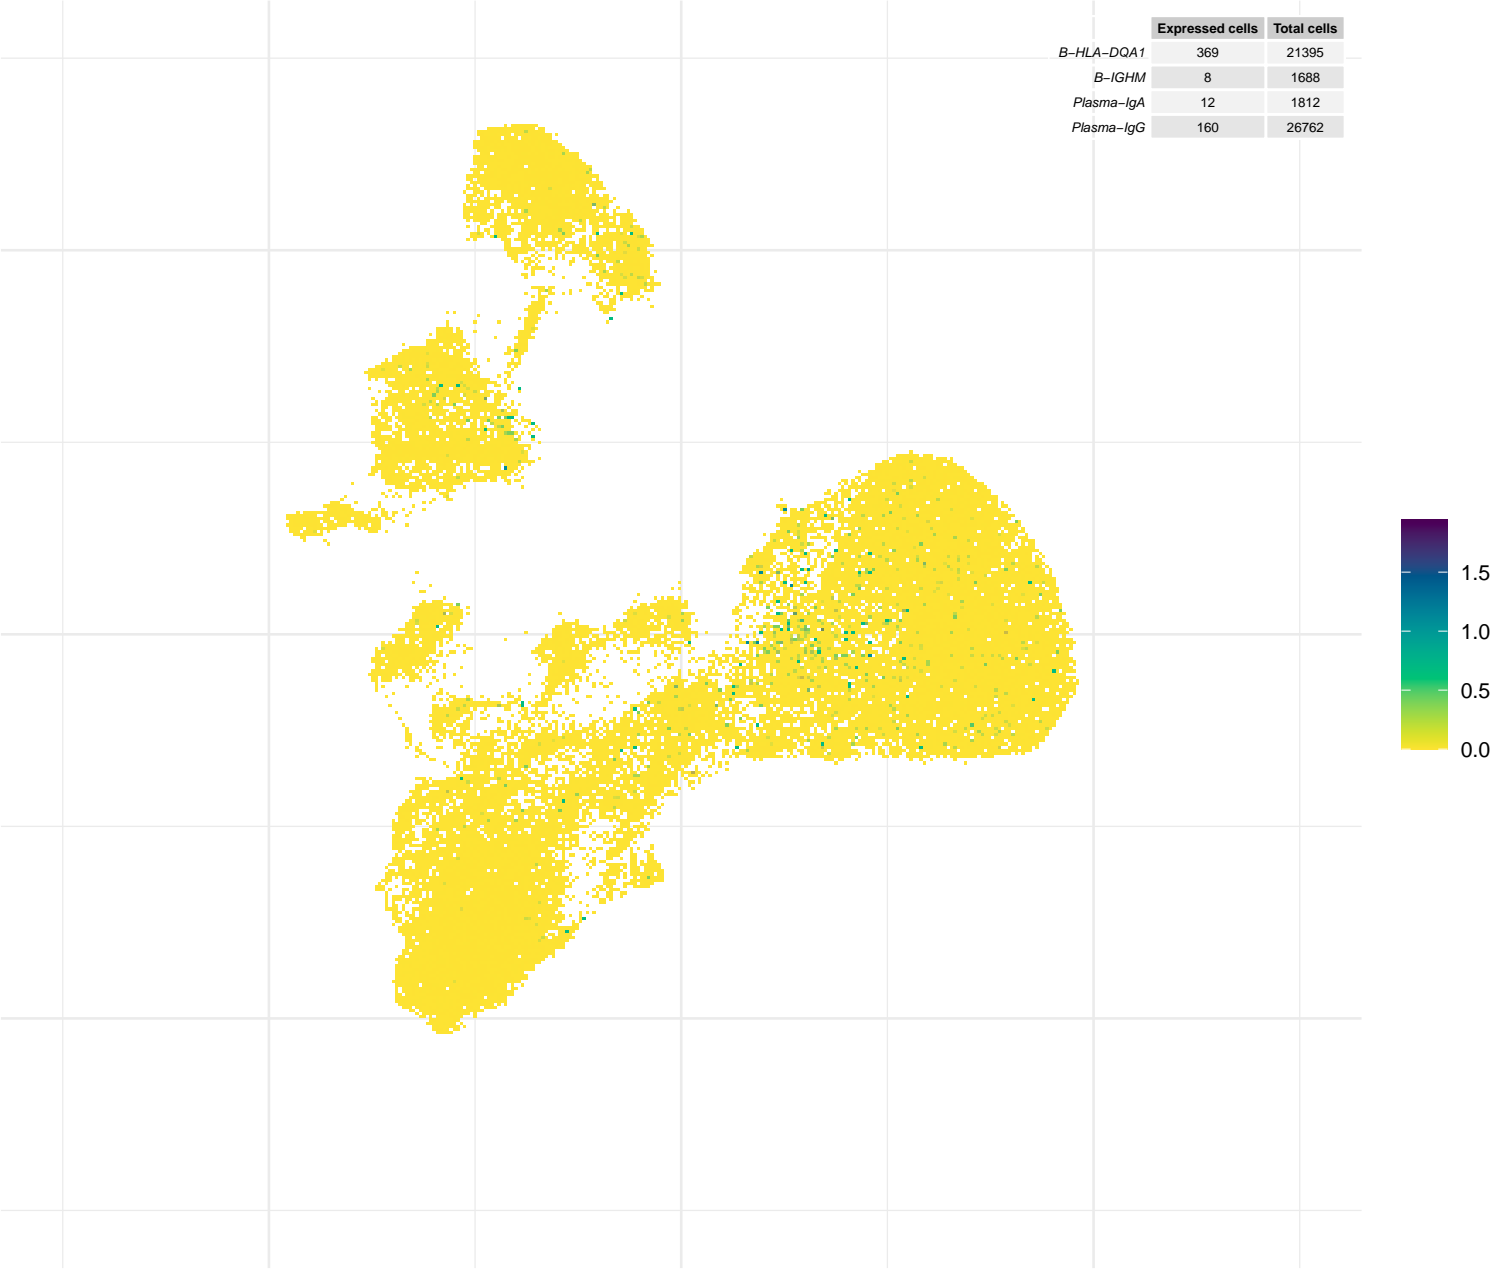 Expressed cells Total cells
B−HLA−DQA1 369 21395
B−IGHM 8 1688
Plasma−IgA 12 1812
Plasma−IgG 160 26762
1.5
1.0
0.5
0.0